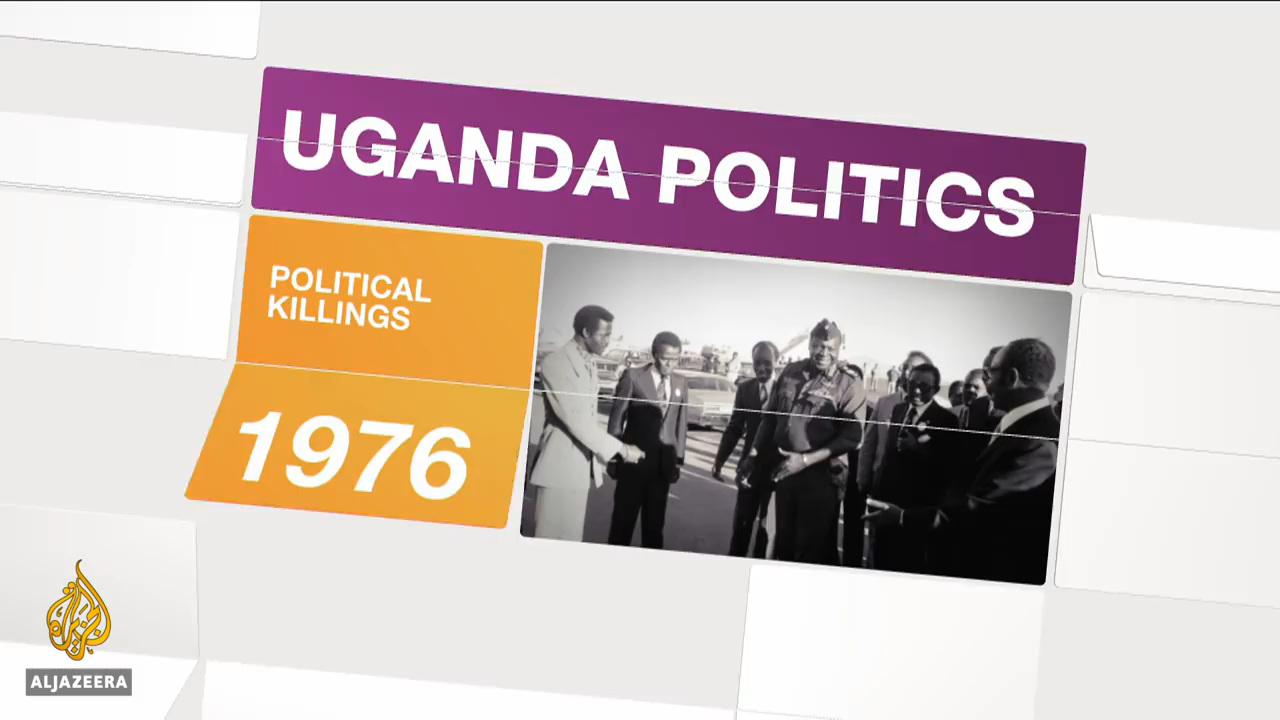 UGANDA POLITICS
POLITICAL
KILLINGS
1976
ALJAZEERA